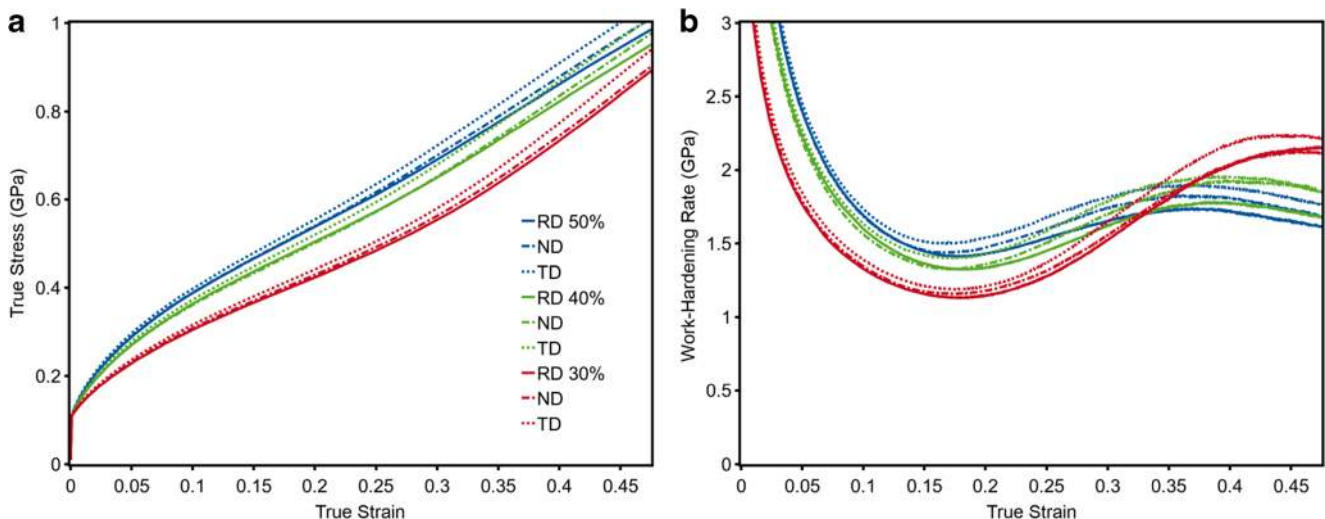 a
1
0.8
0.6
0.4
0.2
0
True Stress (GPa)
RD 50%
ND
TD
RD 40%
ND
TD
RD 30%
ND
TD
0 0.05 0.1 0.15 0.2 0.25 0.3 0.35 0.4 0.45
True Strain
b
3
2.5
2
1.5
1
0.5
0
Work-Hardening Rate (GPa)
0 0.05 0.1 0.15 0.2 0.25 0.3 0.35 0.4 0.45
True Strain